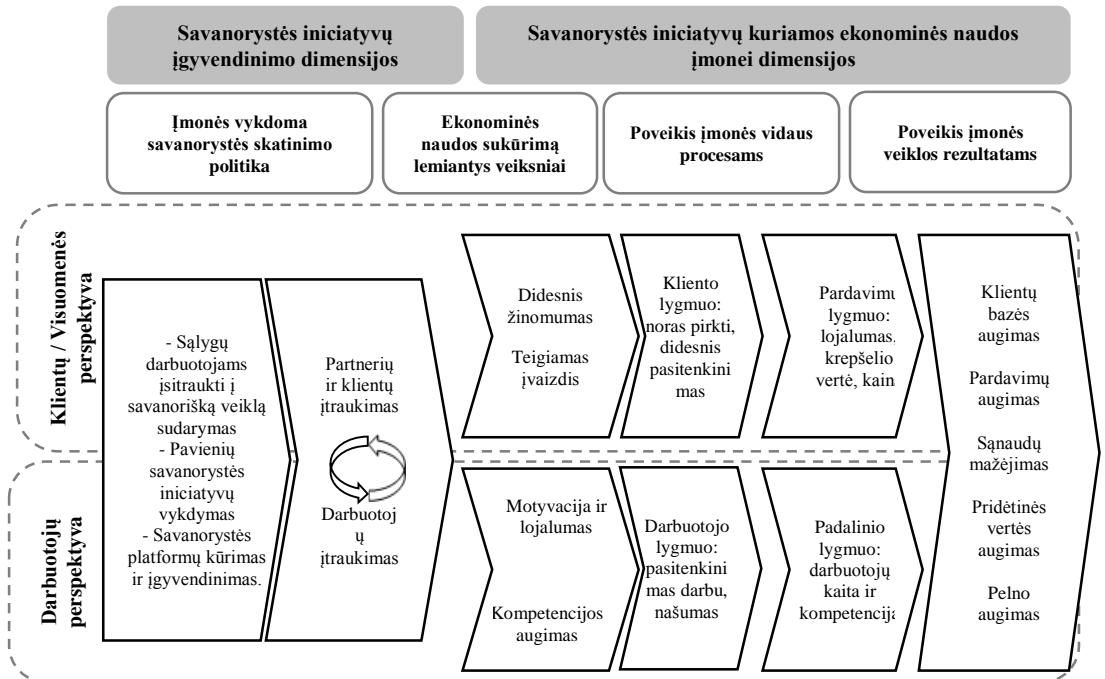 Savanorystės iniciatyvų
įgyvendinimo dimensijos
Savanorystės iniciatyvų kuriamos ekonominės naudos
įmonei dimensijos
Įmonės vykdoma
savanorystės skatinimo
politika
Ekonominės
naudos sukūrimą
lemiantys veiksniai
Poveikis įmonės vidaus
procesams
Poveikis įmonės
veiklos rezultatams
Klientų / Visuomenės
perspektyva
Darbuotojų
perspektyva
- Sąlygų
darbuotojams
įsitraukti į
savanorišką veiklą
sudarymas
- Pavienių
savanorystės
iniciatyvų
vykdymas
- Savanorystės
platformų kūrimas
ir įgyvendinimas.
Partnerių
ir klientų
įtraukimas
Darbuotoj
ų
įtraukimas
Didesnis
žinomumas
Teigiamas
įvaizdis
Kliento
lygmuo:
noras pirkti,
didesnis
pasitenkini
mas
Pardavimų
lygmuo:
lojalumas,
krepšelio
vertė, kain
Motyvacija ir
lojalumas
Kompetencijos
augimas
Darbuotojo
lygmuo:
pasitenkini
mas darbu,
našumas
Padalinio
lygmuo:
darbuotojų
kaita ir
kompetencija
Klientų
bazės
augimas
Pardavimų
augimas
Sąnaudų
mažėjimas
Pridėtinės
vertės
augimas
Pelno
augimas